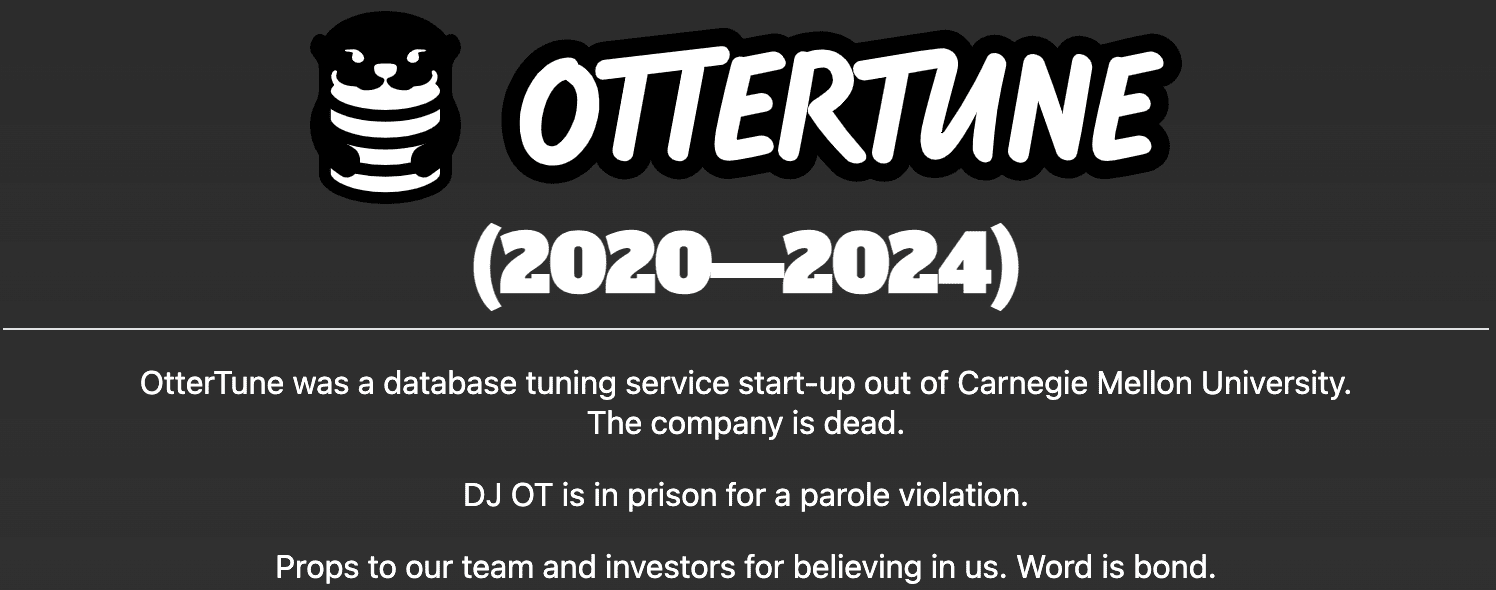 OTTERTUNE
(2020—2024)
OtterTune was a database tuning service start-up out of Carnegie Mellon University.
The company is dead.
DJ OT is in prison for a parole violation.
Props to our team and investors for believing in us. Word is bond.